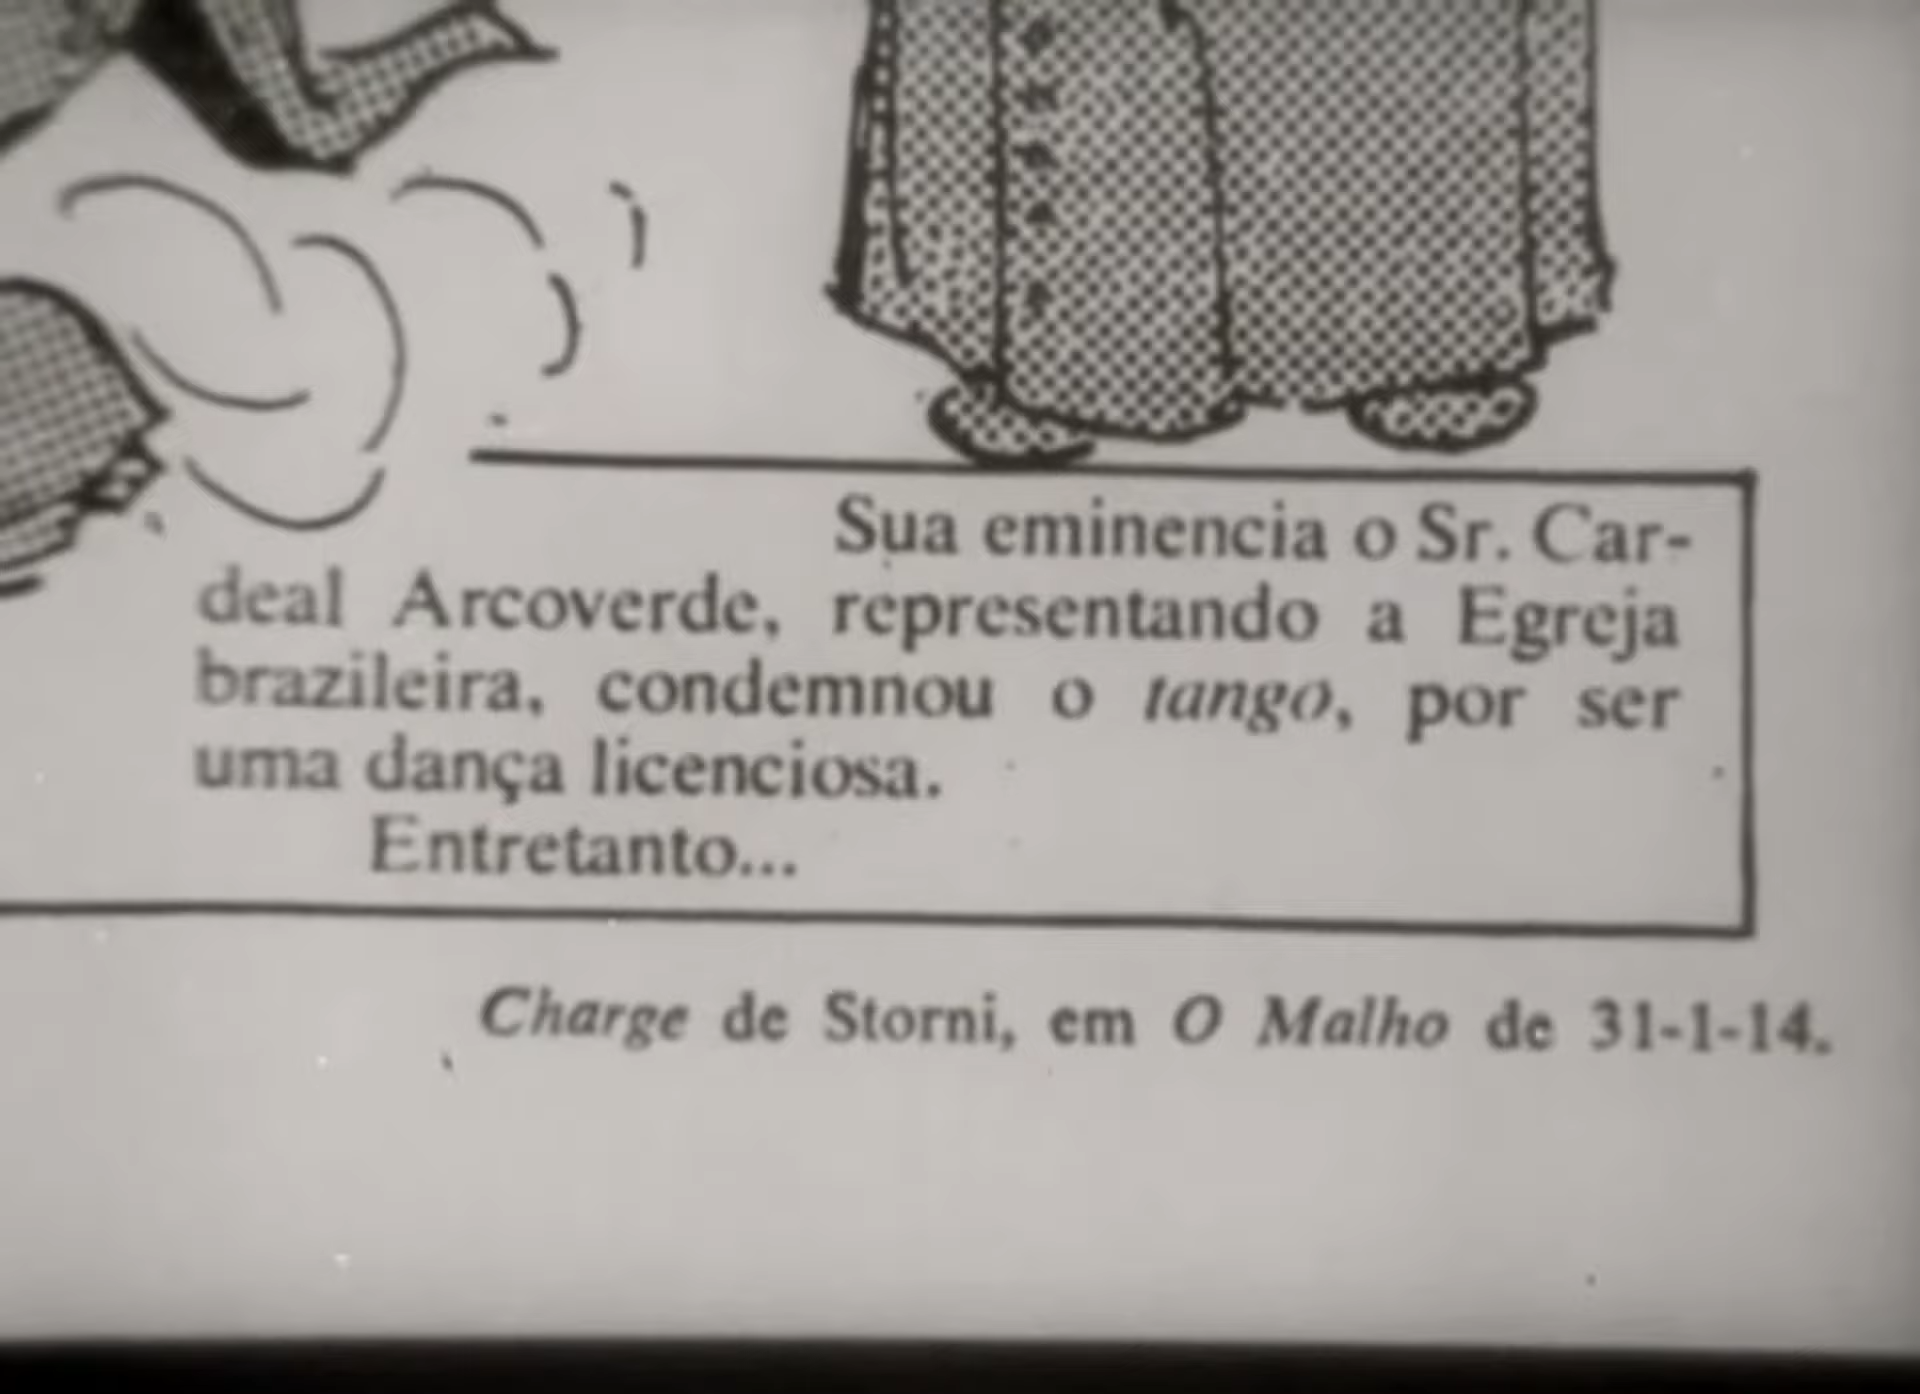 Sua eminencia o Sr. Car-
deal Arcoverde, representando a Egreja
brazileira, condemnou o tango, por ser
uma dança licenciosa.
Entretanto...
Charge de Storni, em O Malho de 31-1-14.